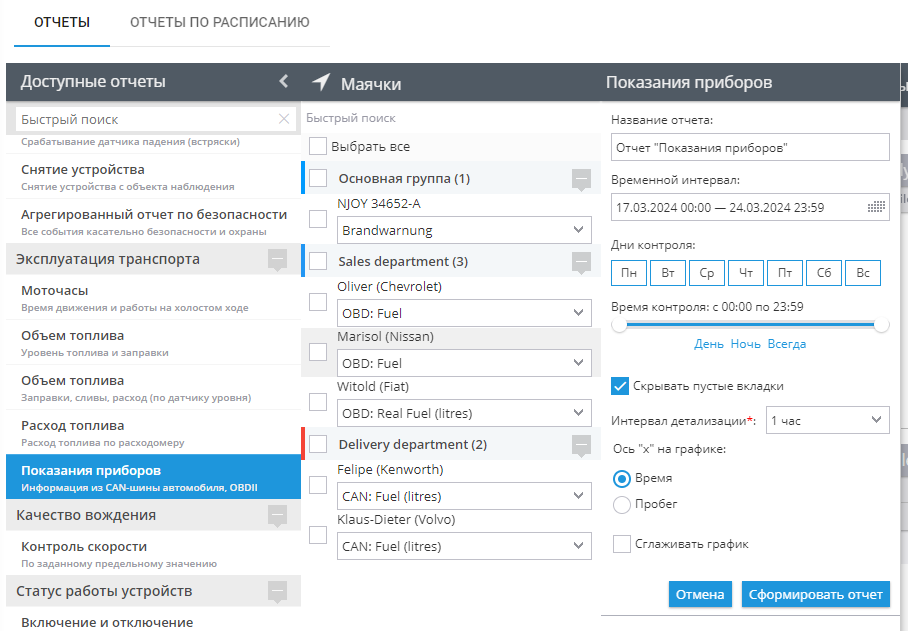 ОТЧЕТЫ
ОТЧЕТЫ ПО РАСПИСАНИЮ
Доступные отчеты
Быстрый поиск
Срабатывание датчика падения (встряски)
Снятие устройства
Снятие устройства с объекта наблюдения
Агрегированный отчет по безопасности
Все события касательно безопасности и охраны
Эксплуатация транспорта
Моточасы
Время движения и работы на холостом ходе
Объем топлива
Уровень топлива и заправки
Объем топлива
Заправки, сливы, расход (по датчику уровня)
Расход топлива
Расход топлива по расходомеру
Показания приборов
Информация из CAN-шины автомобиля, OBDII
Качество вождения
Контроль скорости
По заданному предельному значению
Статус работы устройств
Включение и отключение
Маячки
Быстрый поиск
Выбрать все
Основная группа (1)
NJOY 34652-A
Brandwarnung
Sales department (3)
Oliver (Chevrolet)
OBD: Fuel
Marisol (Nissan)
OBD: Fuel
Witold (Fiat)
OBD: Real Fuel (litres)
Delivery department (2)
Felipe (Kenworth)
CAN: Fuel (litres)
Klaus-Dieter (Volvo)
CAN: Fuel (litres)
Показания приборов
Название отчета:
Отчет "Показания приборов"
Временной интервал:
17.03.2024 00:00 — 24.03.2024 23:59
Дни контроля:
Пн Вт Ср Чт Пт Сб Вс
Время контроля: с 00:00 по 23:59
День Ночь Всегда
Скрывать пустые вкладки
Интервал детализации*: 1 час
Ось "x" на графике:
Время
Пробег
Сглаживать график
Отмена Сформировать отчет